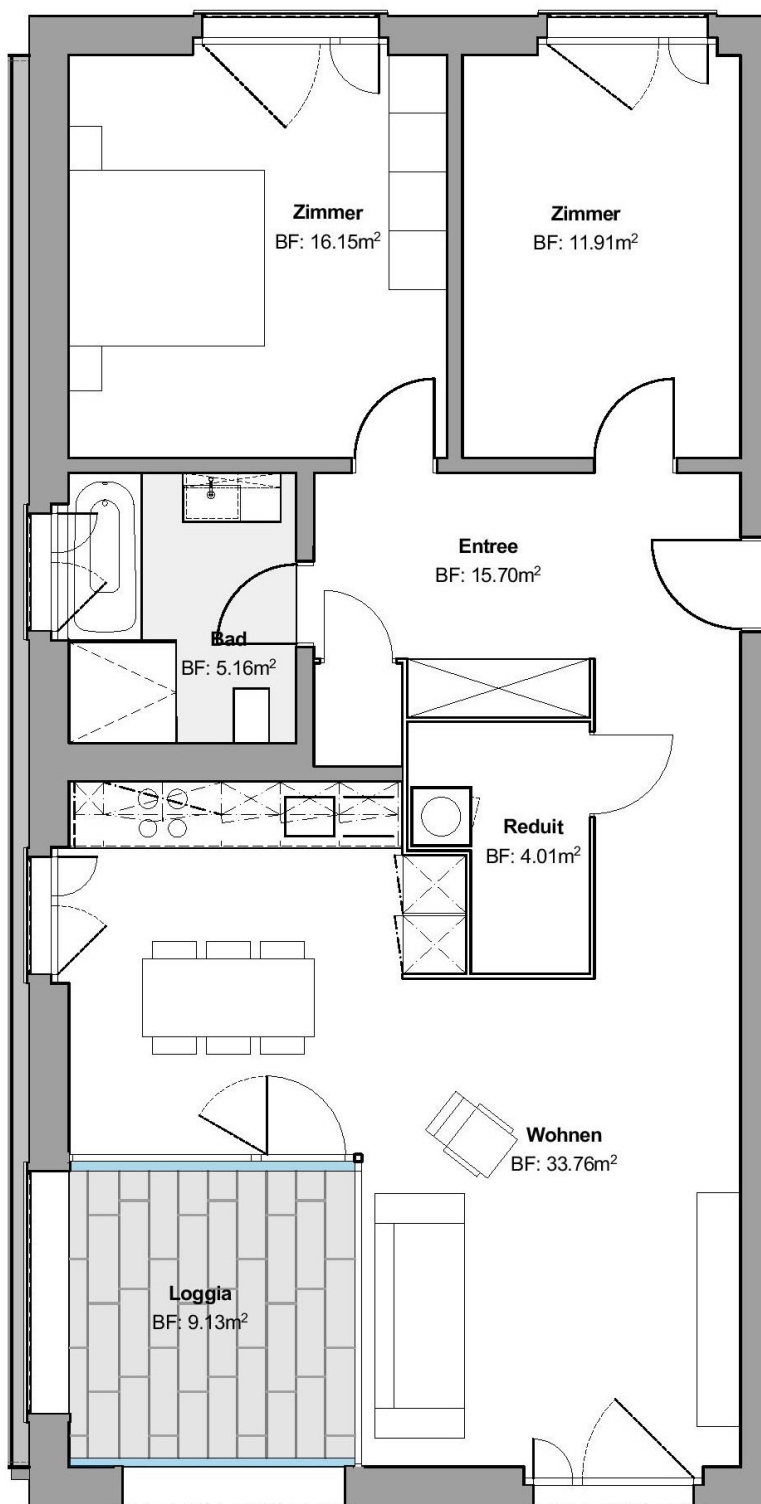 Zimmer
BF: 16.15m²
Zimmer
BF: 11.91m²
Entree
BF: 15.70m²
Bad
BF: 5.16m²
Reduit
BF: 4.01m²
Wohnen
BF: 33.76m²
Loggia
BF: 9.13m²